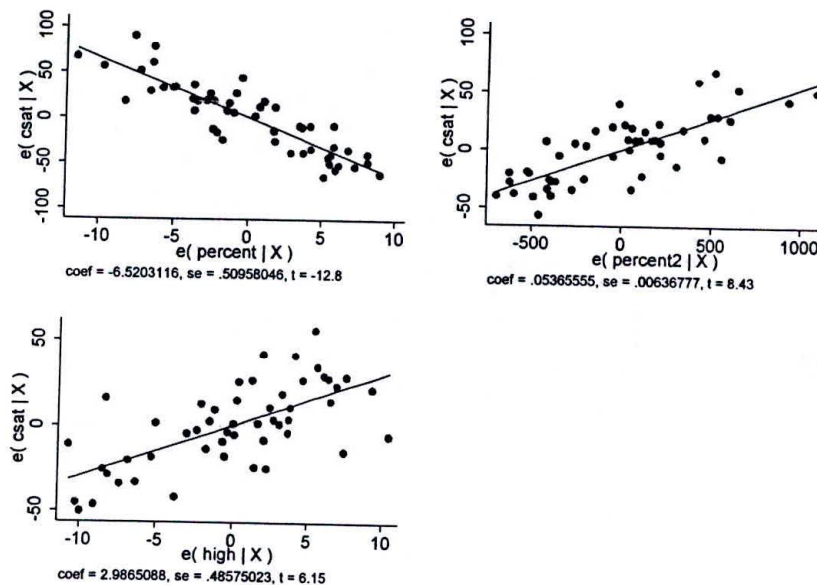 e( csat | X )
100
50
0
-50
-100
-10
-5
0
5
10
e( percent | X )
coef = -6.5203116, se = .50958046, t = -12.8
e( csat | X )
100
50
0
-50
-500
0
500
1000
e( percent2 | X )
coef = .05365555, se = .00636777, t = 8.43
e( csat | X )
50
0
-50
-10
-5
0
5
10
e( high | X )
coef = 2.9865088, se = .48575023, t = 6.15